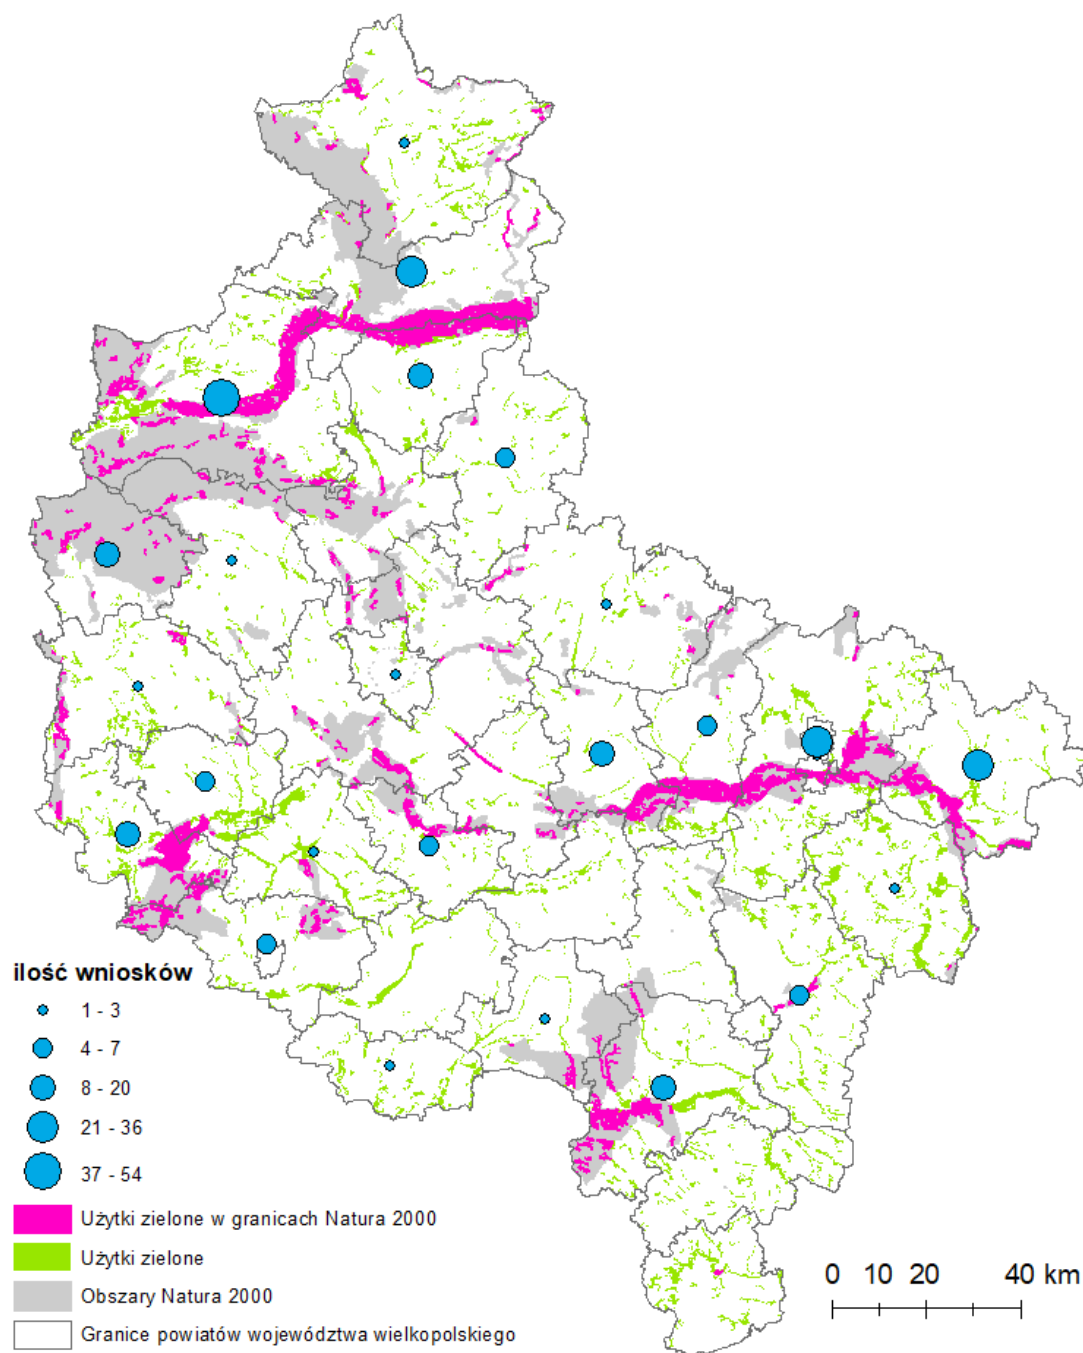 ilość wniosków
1 - 3
4 - 7
8 - 20
21 - 36
37 - 54
Użytki zielone w granicach Natura 2000
Użytki zielone
Obszary Natura 2000
Granice powiatów województwa wielkopolskiego
0 10 20 40 km